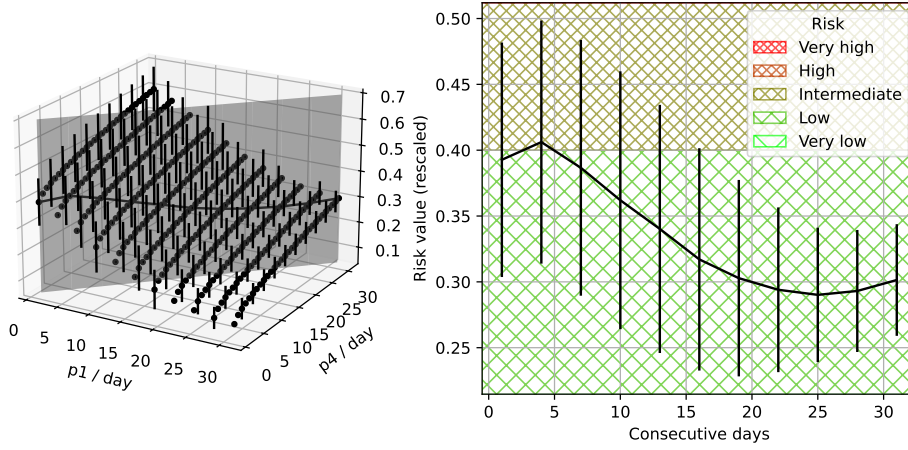 0.7
0.6
0.5
0.4
0.3
0.2
0.1
Risk value (rescaled)
0
5
10
15
20
25
30
p1 / day
0
5
10
15
20
25
30
p4 / day
0.50
0.45
0.40
0.35
0.30
0.25
0 5 10 15 20 25 30
Consecutive days
Risk
Very high
High
Intermediate
Low
Very low